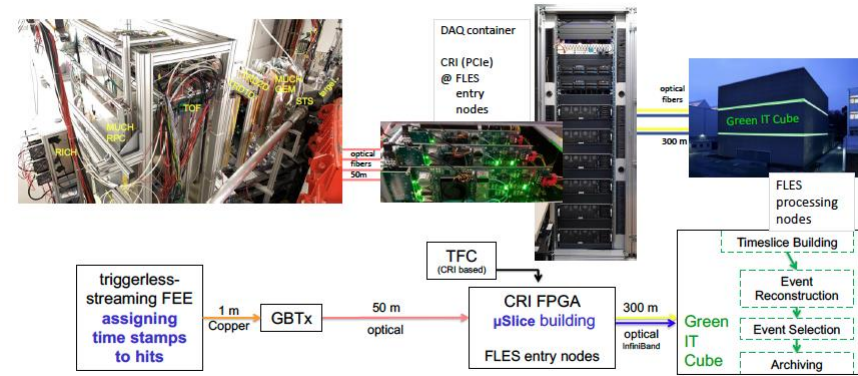 DAQ container
CRI (PCIe)
@ FLES
entry
nodes
RICH
MUCH
RPC
TOF
MUCH
GEM
STS
optical
fibers
50m
optical
fibers
300 m
Green IT Cube
FLES
processing
nodes
TFC
(CRI based)
triggerless-
streaming FEE
assigning
time stamps
to hits
1 m
Copper
GBTx
50 m
optical
CRI FPGA
µSlice building
FLES entry nodes
300 m
optical
InfiniBand
Green
IT
Cube
Timeslice Building
Event
Reconstruction
Event Selection
Archiving